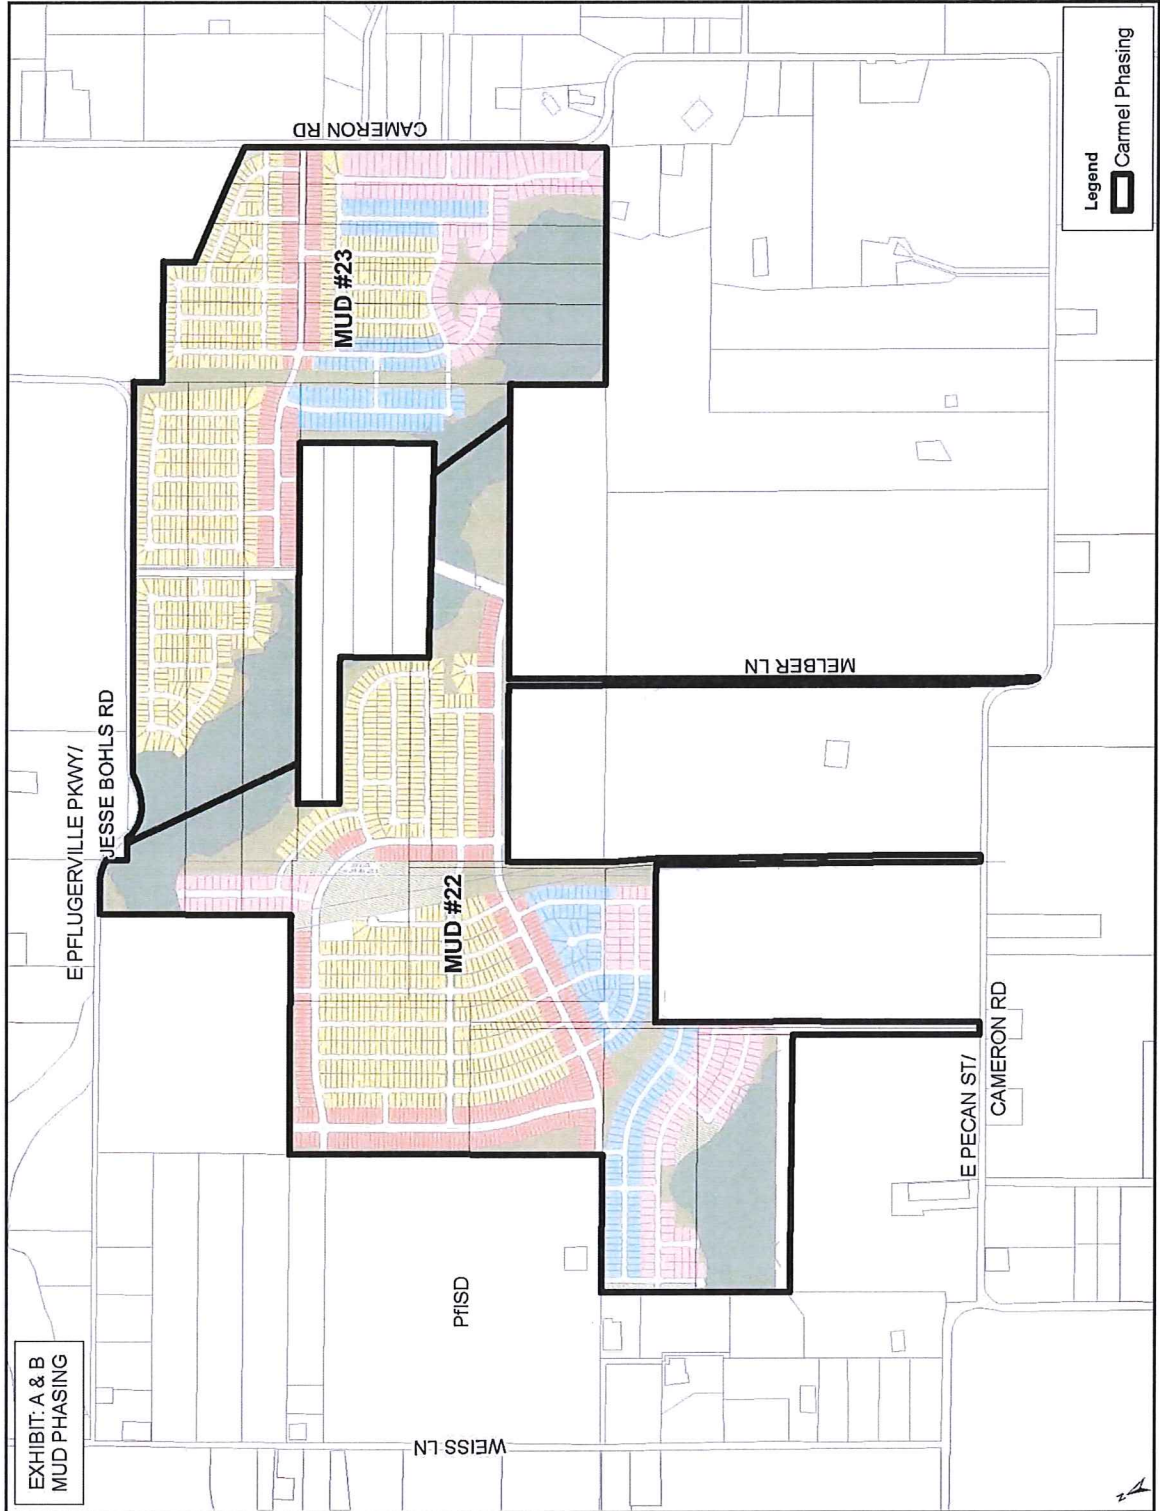 EXHIBIT: A & B
MUD PHASING
E PFLUGERVILLE PKWY/
JESSE BOHLS RD
CAMERON RD
MUD #23
MUD #22
PfISD
WEISS LN
MELBER LN
E PECAN ST/
CAMERON RD
Legend
Carmel Phasing
N